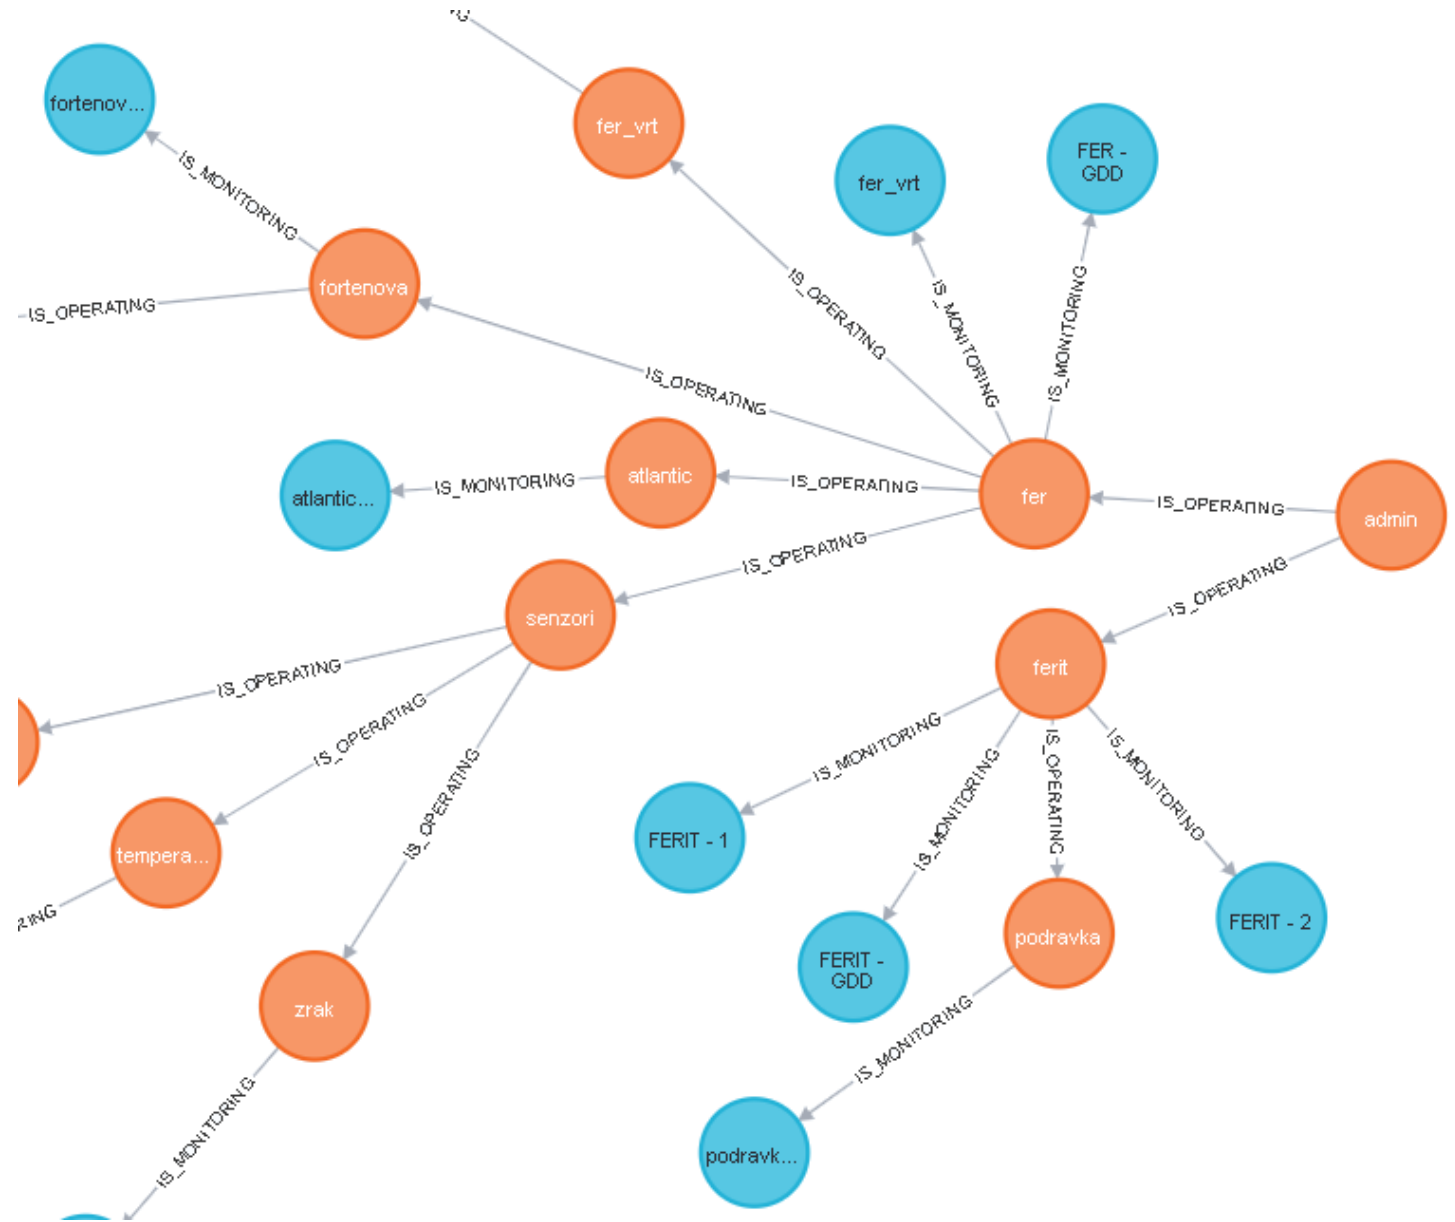 fortenov...
IS_MONITORING
fortenova
IS_OPERATING
fer_vrt
fer_vrt
FER -
GDD
IS_OPERATING
IS_MONITORING
IS_MONITORING
IS_OPERATING
atlantic...
IS_MONITORING
atlantic
IS_OPERATING
fer
IS_OPERATING
admin
IS_OPERATING
senzori
IS_OPERATING
ferit
IS_OPERATING
IS_OPERATING
IS_OPERATING
tempera...
RING
zrak
IS_MONITORING
IS_MONITORING
IS_MONITORING
IS_OPERATING
IS_MONITORING
FERIT - 1
FERIT -
GDD
podravka
FERIT - 2
IS_MONITORING
podravk...